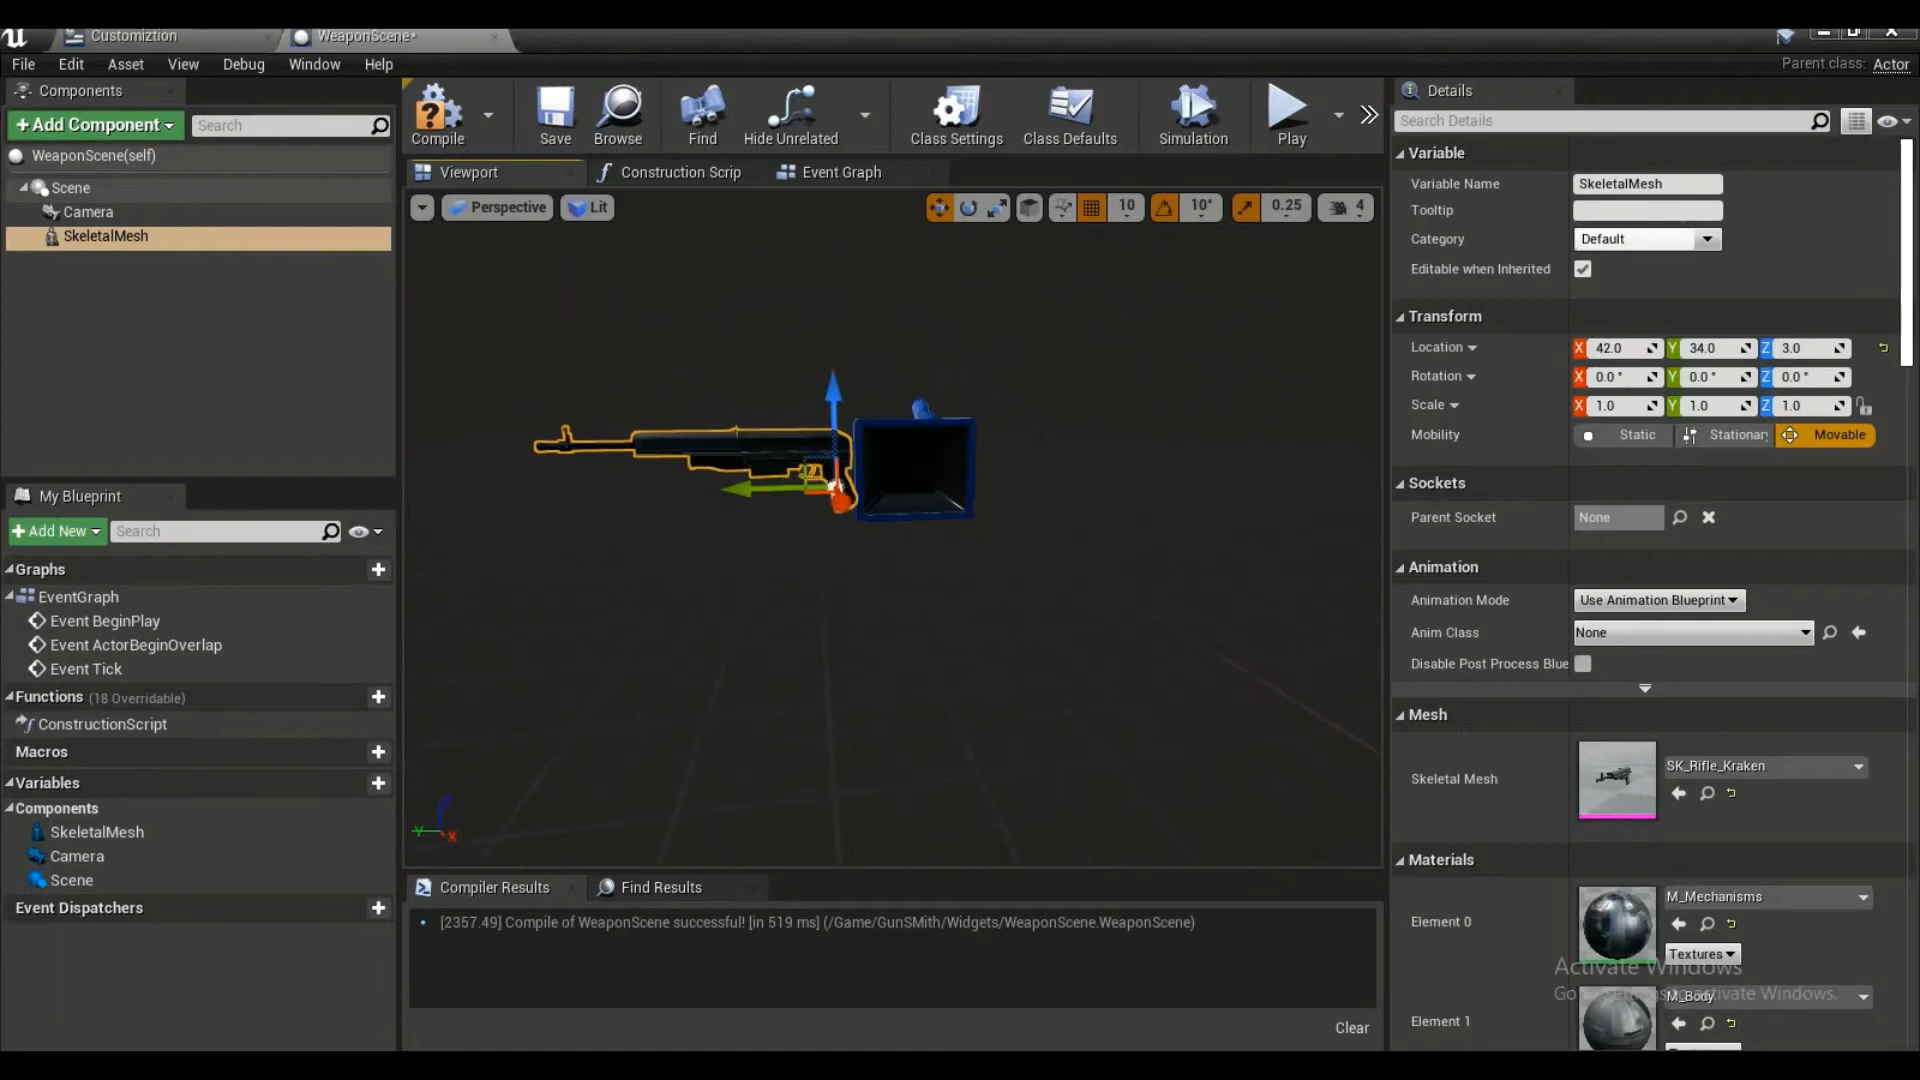 Customiztion
WeaponScene*
File Edit Asset View Debug Window Help
Parent class: Actor
Components
Add Component
Search
WeaponScene(self)
Scene
Camera
SkeletalMesh
Compile
Save
Browse
Find
Hide Unrelated
Class Settings
Class Defaults
Simulation
Play
Viewport
Construction Scrip
Event Graph
Perspective
Lit
10
10°
0.25
4
Y
Z
X
My Blueprint
Add New
Search
Graphs
EventGraph
Event BeginPlay
Event ActorBeginOverlap
Event Tick
Functions (18 Overridable)
ConstructionScript
Macros
Variables
Components
SkeletalMesh
Camera
Scene
Event Dispatchers
Compiler Results
Find Results
[2357.49] Compile of WeaponScene successful! [in 519 ms] (/Game/GunSMith/Widgets/WeaponScene.WeaponScene)
Clear
Details
Search Details
Variable
Variable Name SkeletalMesh
Tooltip
Category Default
Editable when Inherited
Transform
Location X 42.0 Y 34.0 Z 3.0
Rotation X 0.0° Y 0.0° Z 0.0°
Scale X 1.0 Y 1.0 Z 1.0
Mobility Static Stationar Movable
Sockets
Parent Socket None
Animation
Animation Mode Use Animation Blueprint
Anim Class None
Disable Post Process Blue
Mesh
Skeletal Mesh SK_Rifle_Kraken
Materials
Element 0 M_Mechanisms
Textures
Element 1 M_Body
Activate Windows
Go to Settings to activate Windows.